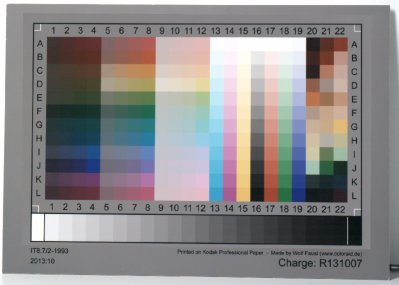 1 2 3 4 5 6 7 8 9 10 11 12 13 14 15 16 17 18 19 20 21 22
A A
B B
C C
D D
E E
F F
G G
H H
I I
J J
K K
L L
1 2 3 4 5 6 7 8 9 10 11 12 13 14 15 16 17 18 19 20 21 22
IT8.7/2-1993 Printed on Kodak Professional Paper - Made by Wolf Faust (www.coloraid.de)
2013:10 Charge: R131007